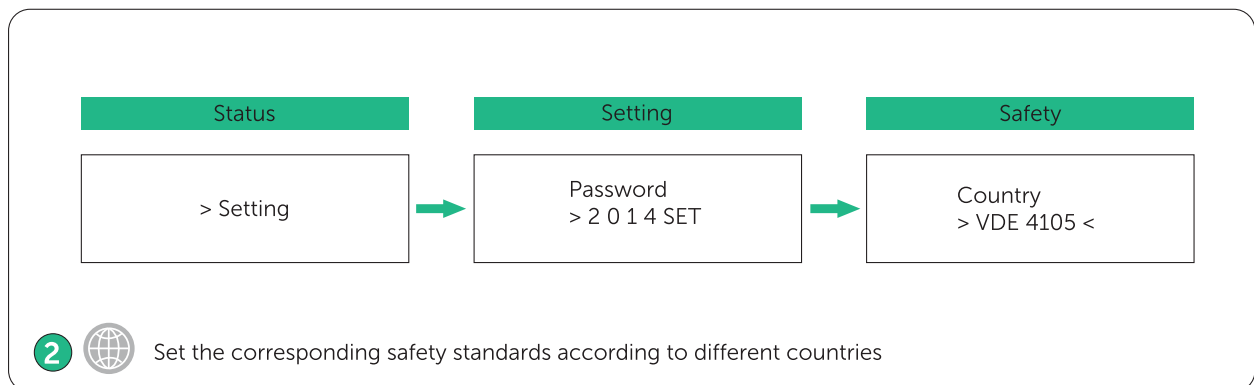 Status
Setting
Safety
> Setting
Password
> 2 0 1 4 SET
Country
> VDE 4105 <
2
Set the corresponding safety standards according to different countries